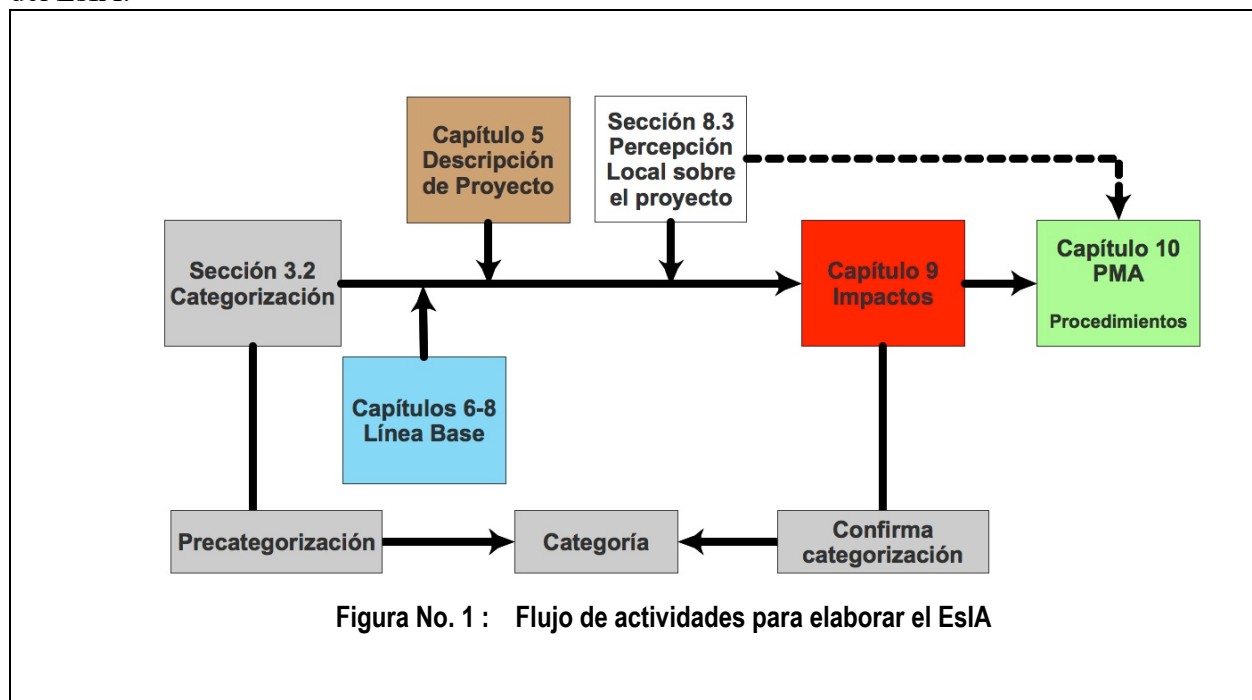 Capítulo 5
Descripción
de Proyecto
Sección 8.3
Percepción
Local sobre
el proyecto
Sección 3.2
Categorización
Capítulo 9
Impactos
Capítulo 10
PMA
Procedimientos
Capítulos 6-8
Línea Base
Precategorización
Categoría
Confirma
categorización
Figura No. 1 : Flujo de actividades para elaborar el EsIA